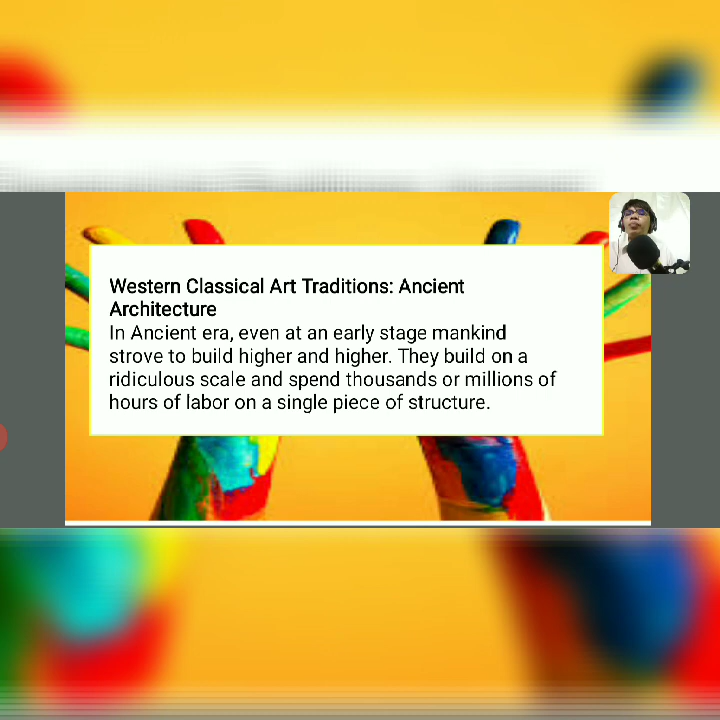 Western Classical Art Traditions: Ancient
Architecture
In Ancient era, even at an early stage mankind
strove to build higher and higher. They build on a
ridiculous scale and spend thousands or millions of
hours of labor on a single piece of structure.